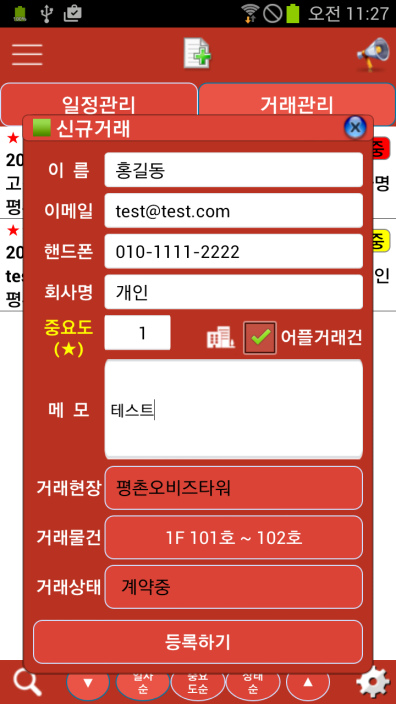 오전 11:27
일정관리
거래관리
신규거래
이 름
홍길동
이메일
test@test.com
핸드폰
010-1111-2222
회사명
개인
중요도
(★)
1
어플거래건
메 모
테스트
거래현장
평촌오비즈타워
거래물건
1F 101호 ~ 102호
거래상태
계약중
등록하기
▼
일자
순
중요
도순
상태
순
▲
★
20
고
명
평
★
20
중
tes
인
평